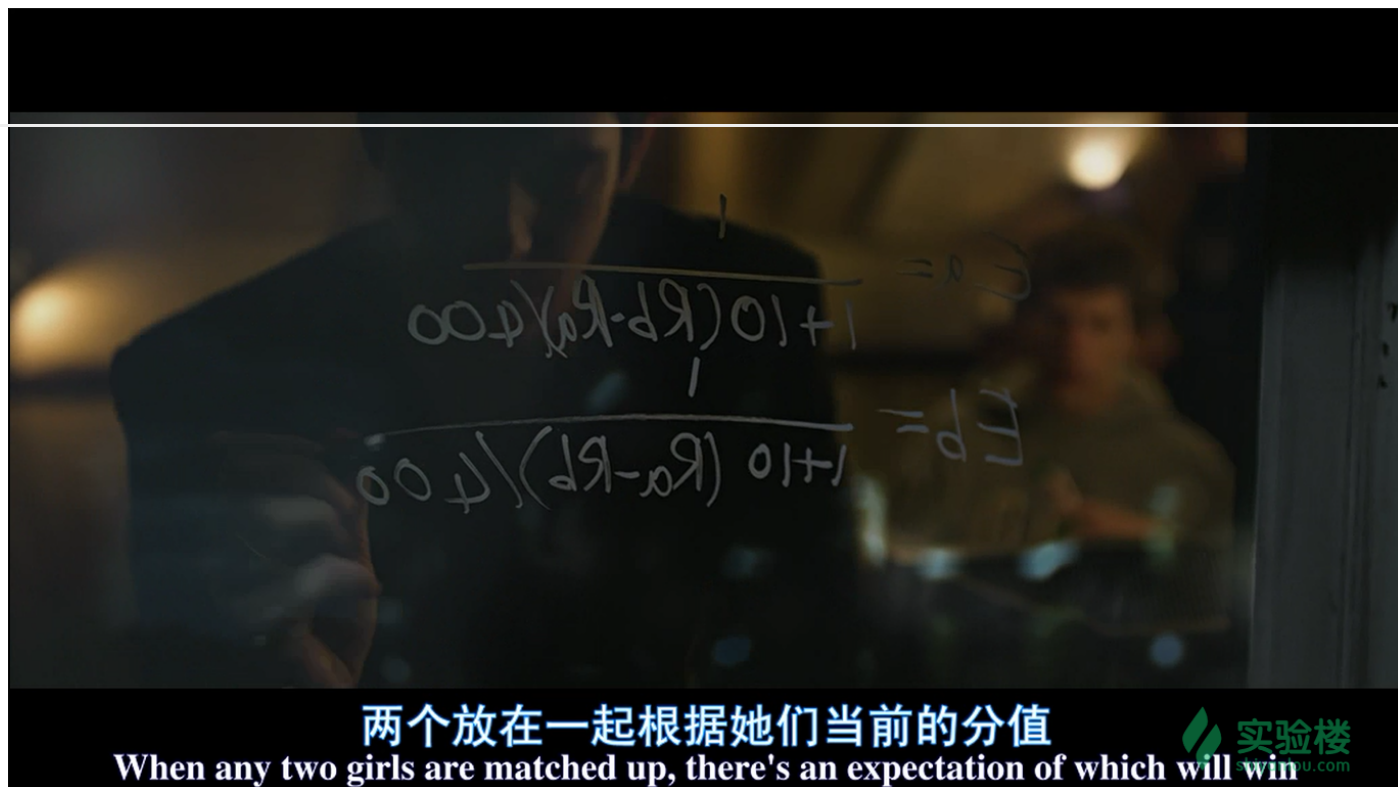 1
Ea =
1+10(Rb-Ra)/400
1
Eb =
1+10 (Ra-Rb)/400
两个放在一起根据她们当前的分值
When any two girls are matched up, there's an expectation of which will win
实验楼
shiyanlou.com